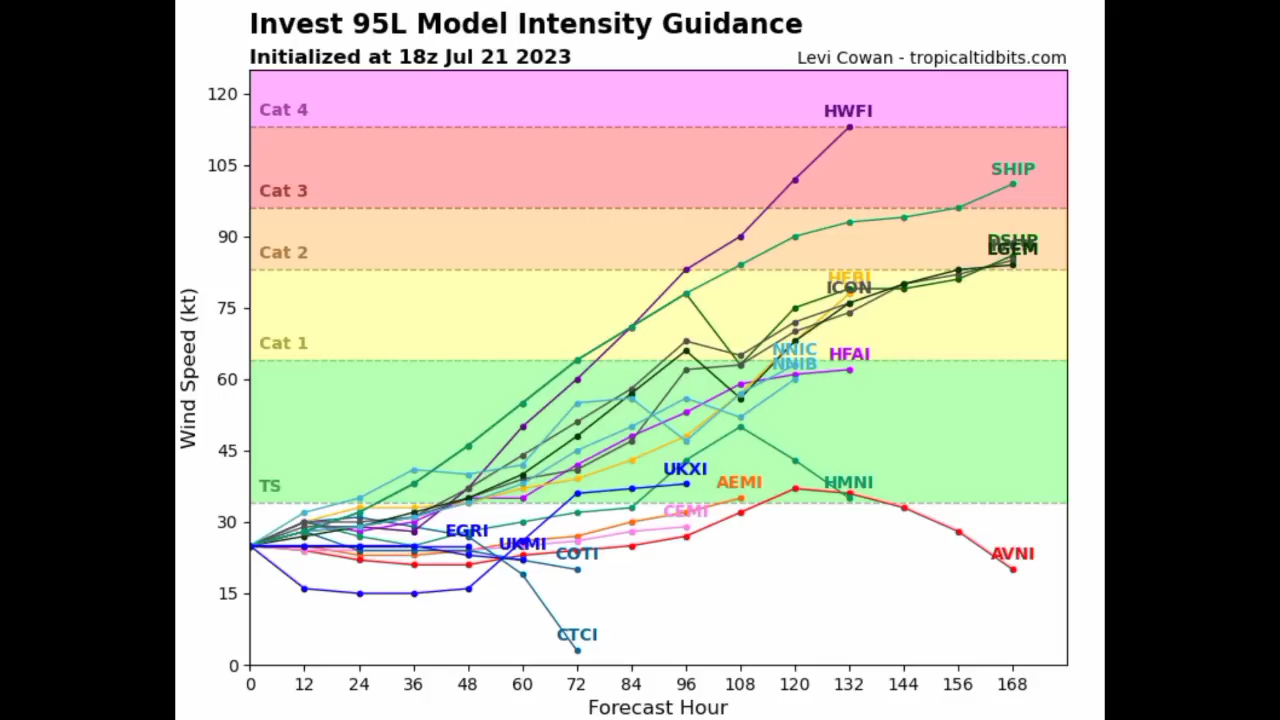 Invest 95L Model Intensity Guidance
Initialized at 18z Jul 21 2023
Levi Cowan - tropicaltidbits.com
120
Cat 4
HWFI
105
SHIP
Cat 3
90
DSHP
LGEM
Cat 2
HFBI
ICON
75
Cat 1
NNIC
HFAI
NNIB
60
45
UKXI
TS
AEMI
HMNI
CEMI
30
EGRI
UKMI
COTI
AVNI
15
CTCI
0
Wind Speed (kt)
0 12 24 36 48 60 72 84 96 108 120 132 144 156 168
Forecast Hour